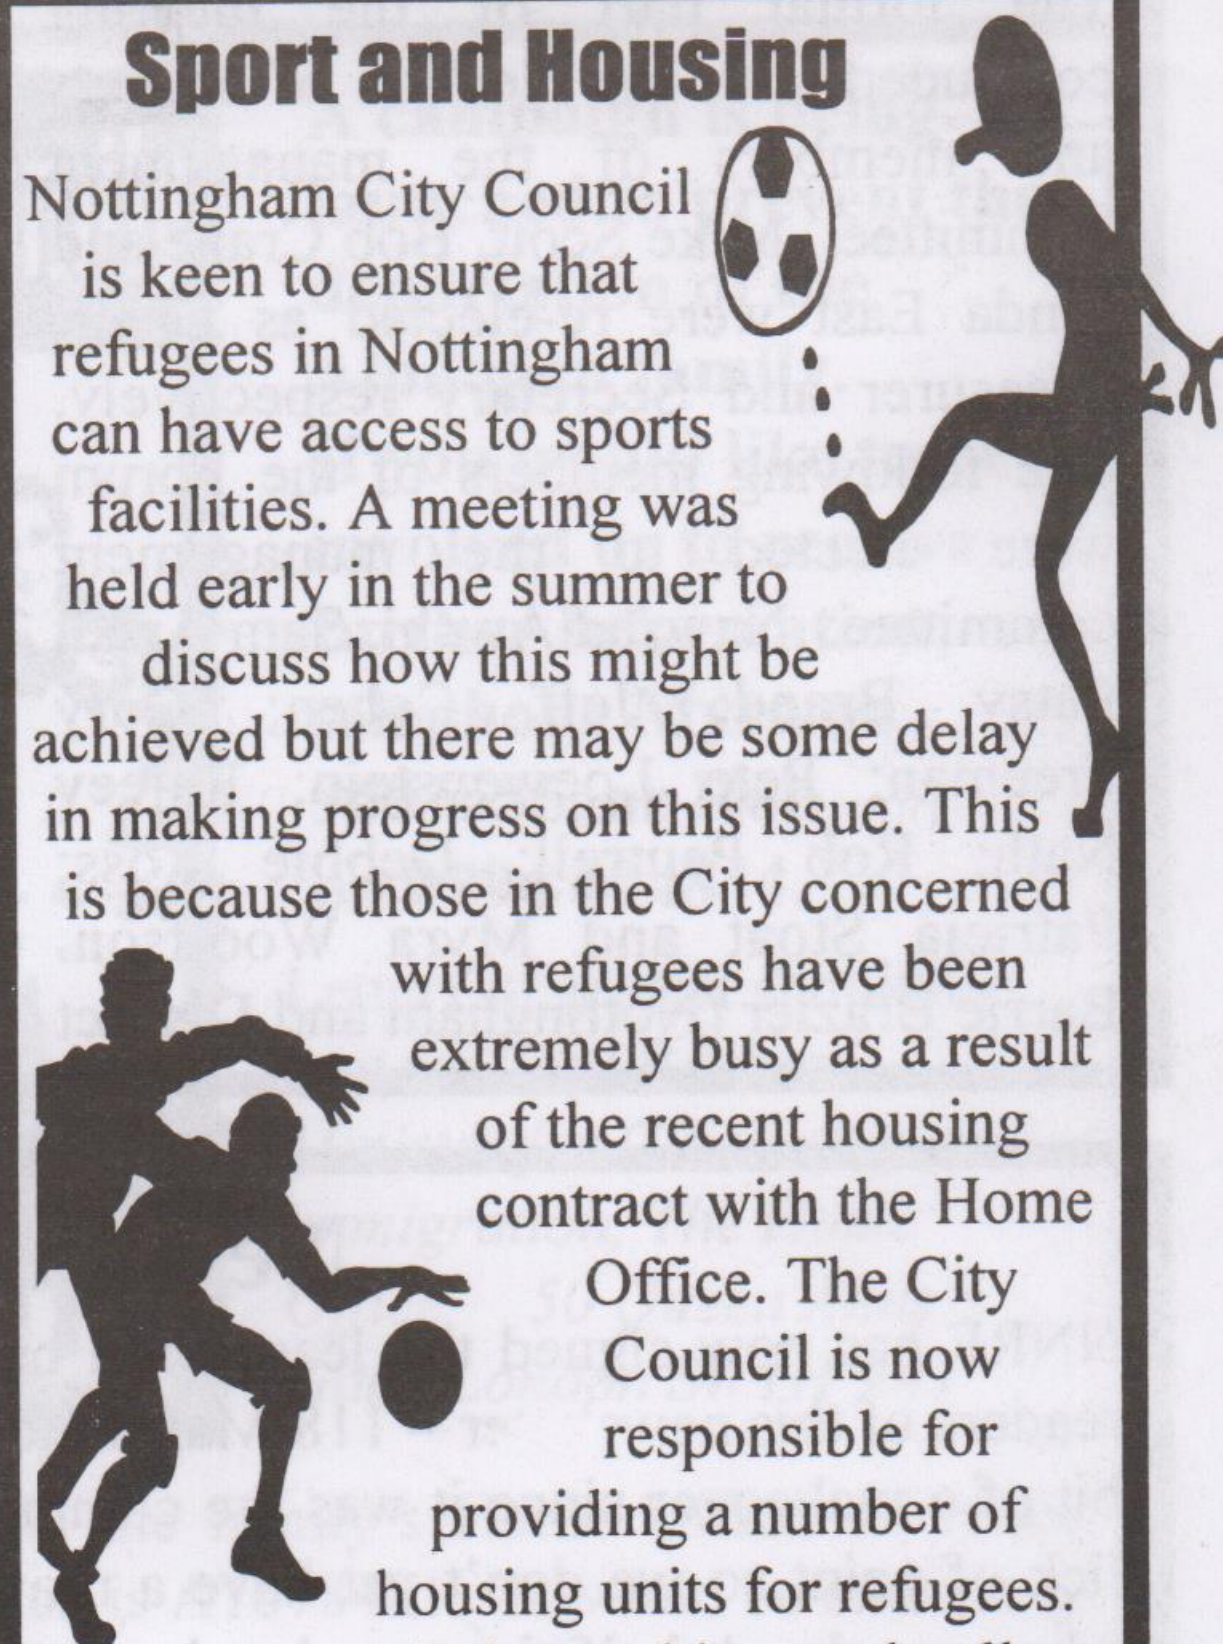 Sport and Housing
Nottingham City Council
is keen to ensure that
refugees in Nottingham
can have access to sports
facilities. A meeting was
held early in the summer to
discuss how this might be
achieved but there may be some delay
in making progress on this issue. This
is because those in the City concerned
with refugees have been
extremely busy as a result
of the recent housing
contract with the Home
Office. The City
Council is now
responsible for
providing a number of
housing units for refugees.